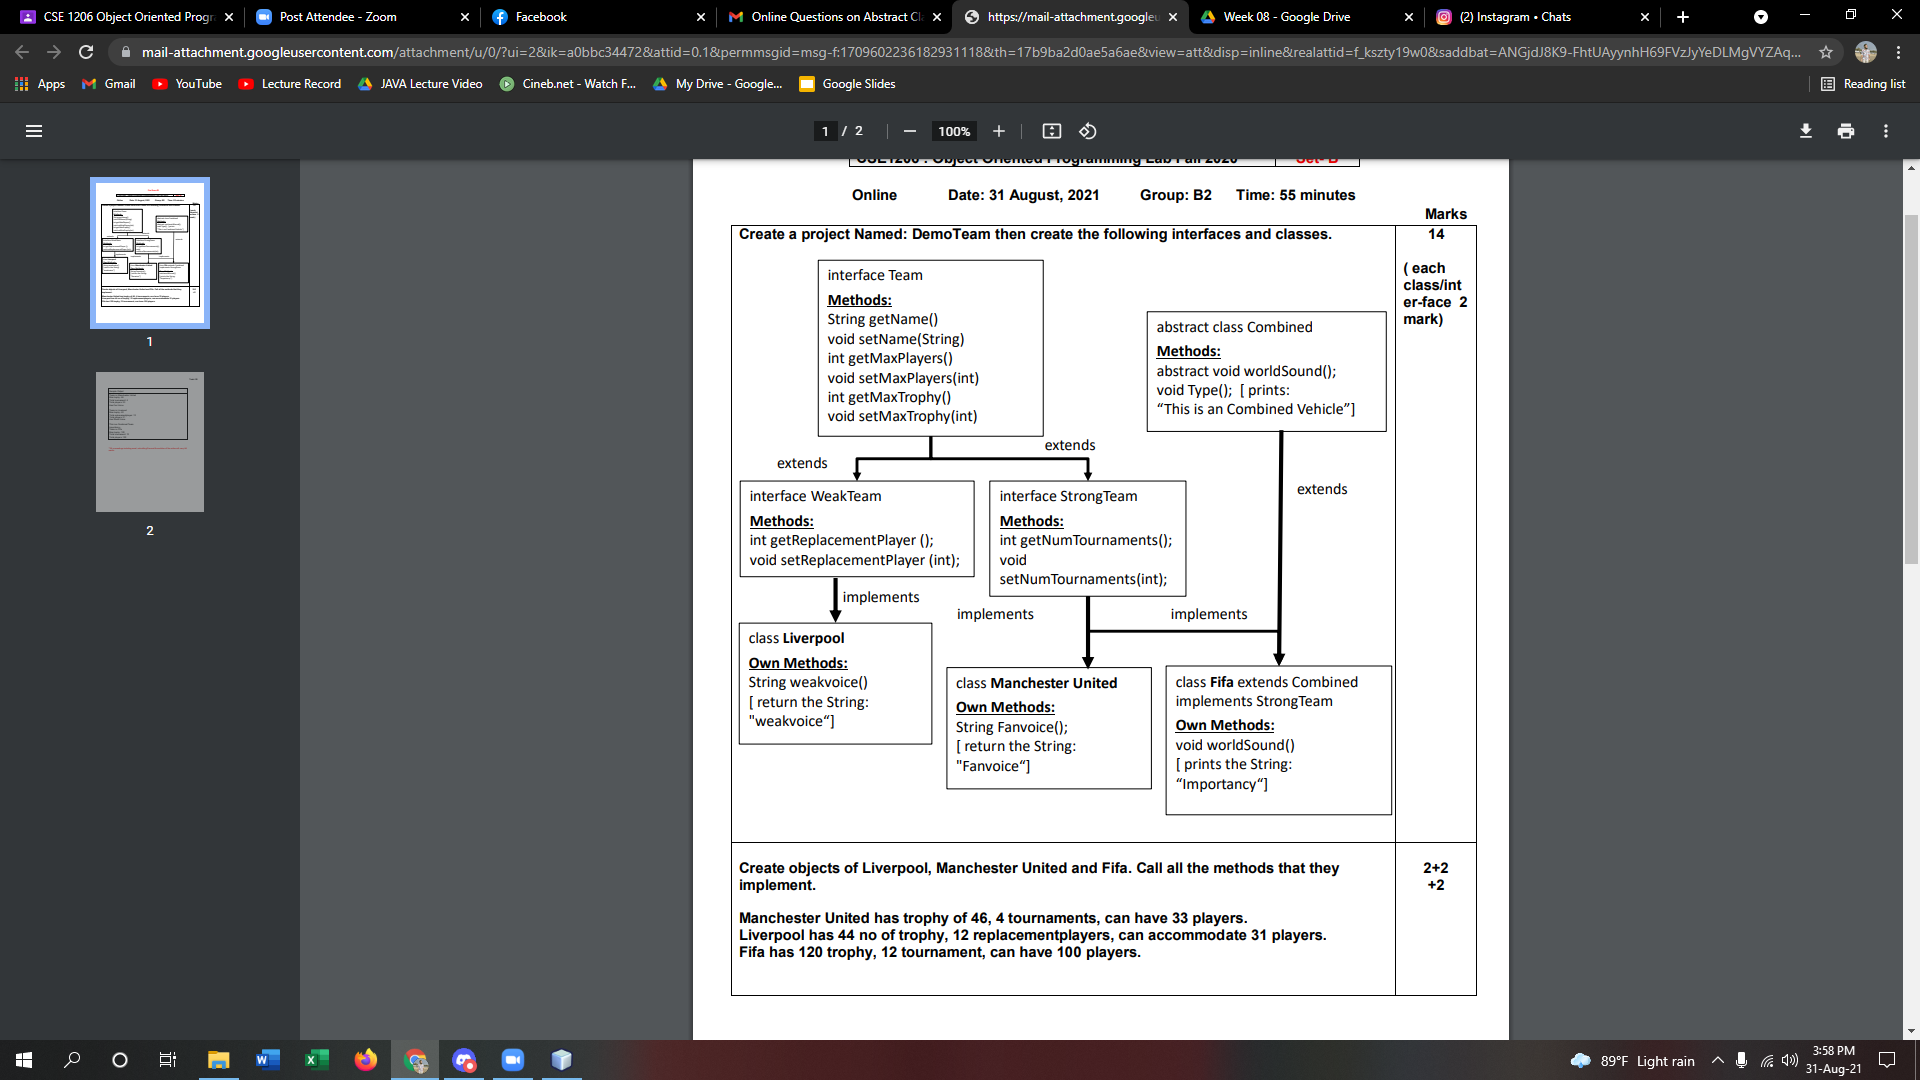 CSE 1206 Object Oriented Progr
Post Attendee - Zoom
Facebook
Online Questions on Abstract Cl
https://mail-attachment.googleu
Week 08 - Google Drive
(2) Instagram • Chats
mail-attachment.googleusercontent.com/attachment/u/0/?ui=2&ik=a0bbc34472&attid=0.1&permmsgid=msg-f:1709602236182931118&th=17b9ba2d0ae5a6ae&view=att&disp=inline&realattid=f_kszty19w0&saddbat=ANGjdJ8K9-FhtUAyynhH69FVzJyYeDLMgVYZAq...
Apps
Gmail
YouTube
Lecture Record
JAVA Lecture Video
Cineb.net - Watch F...
My Drive - Google...
Google Slides
Reading list
1 / 2
100%
1
2
CSE1206 : Object Oriented Programming Lab Fall 2020
Set- B
Online Date: 31 August, 2021 Group: B2 Time: 55 minutes
Marks
Create a project Named: DemoTeam then create the following interfaces and classes.
14
( each
class/int
er-face 2
mark)
interface Team
Methods:
String getName()
void setName(String)
int getMaxPlayers()
void setMaxPlayers(int)
int getMaxTrophy()
void setMaxTrophy(int)
abstract class Combined
Methods:
abstract void worldSound();
void Type(); [ prints:
“This is an Combined Vehicle”]
extends
extends
extends
interface WeakTeam
Methods:
int getReplacementPlayer ();
void setReplacementPlayer (int);
interface StrongTeam
Methods:
int getNumTournaments();
void
setNumTournaments(int);
implements
implements
implements
class Liverpool
Own Methods:
String weakvoice()
[ return the String:
"weakvoice“]
class Manchester United
Own Methods:
String Fanvoice();
[ return the String:
"Fanvoice“]
class Fifa extends Combined
implements StrongTeam
Own Methods:
void worldSound()
[ prints the String:
“Importancy“]
Create objects of Liverpool, Manchester United and Fifa. Call all the methods that they
implement.
2+2
+2
Manchester United has trophy of 46, 4 tournaments, can have 33 players.
Liverpool has 44 no of trophy, 12 replacementplayers, can accommodate 31 players.
Fifa has 120 trophy, 12 tournament, can have 100 players.
89°F Light rain
3:58 PM
31-Aug-21